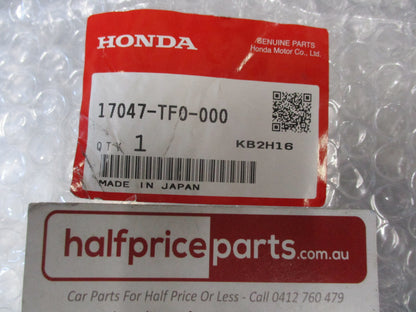 HONDA
GENUINE PARTS
Honda Motor Co., Ltd.
17047-TF0-000
QTY 1
KB2H16
MADE IN JAPAN
halfpriceparts.com.au
Car Parts For Half Price Or Less - Call 0412 760 479